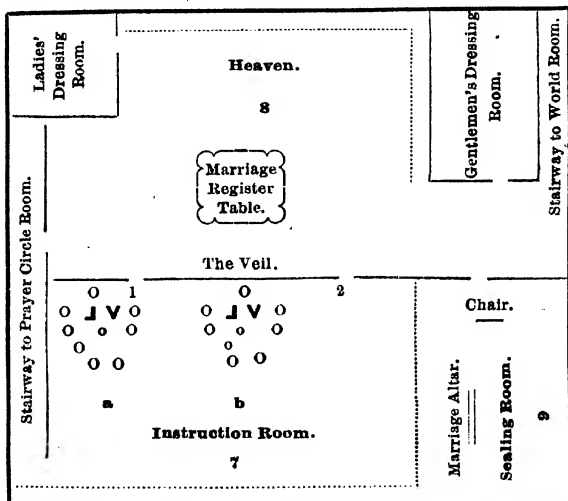 Ladies'
Dressing
Room.
Heaven.
8
Gentlemen's Dressing
Room.
Stairway to World Room.
Marriage
Register
Table.
Stairway to Prayer Circle Room.
The Veil.
O 1 O 2
O ⅃ V O O ⅃ V O
O o O O o O
O O O o O O
a b
Instruction Room.
7
Chair.
Marriage Altar.
Sealing Room.
9